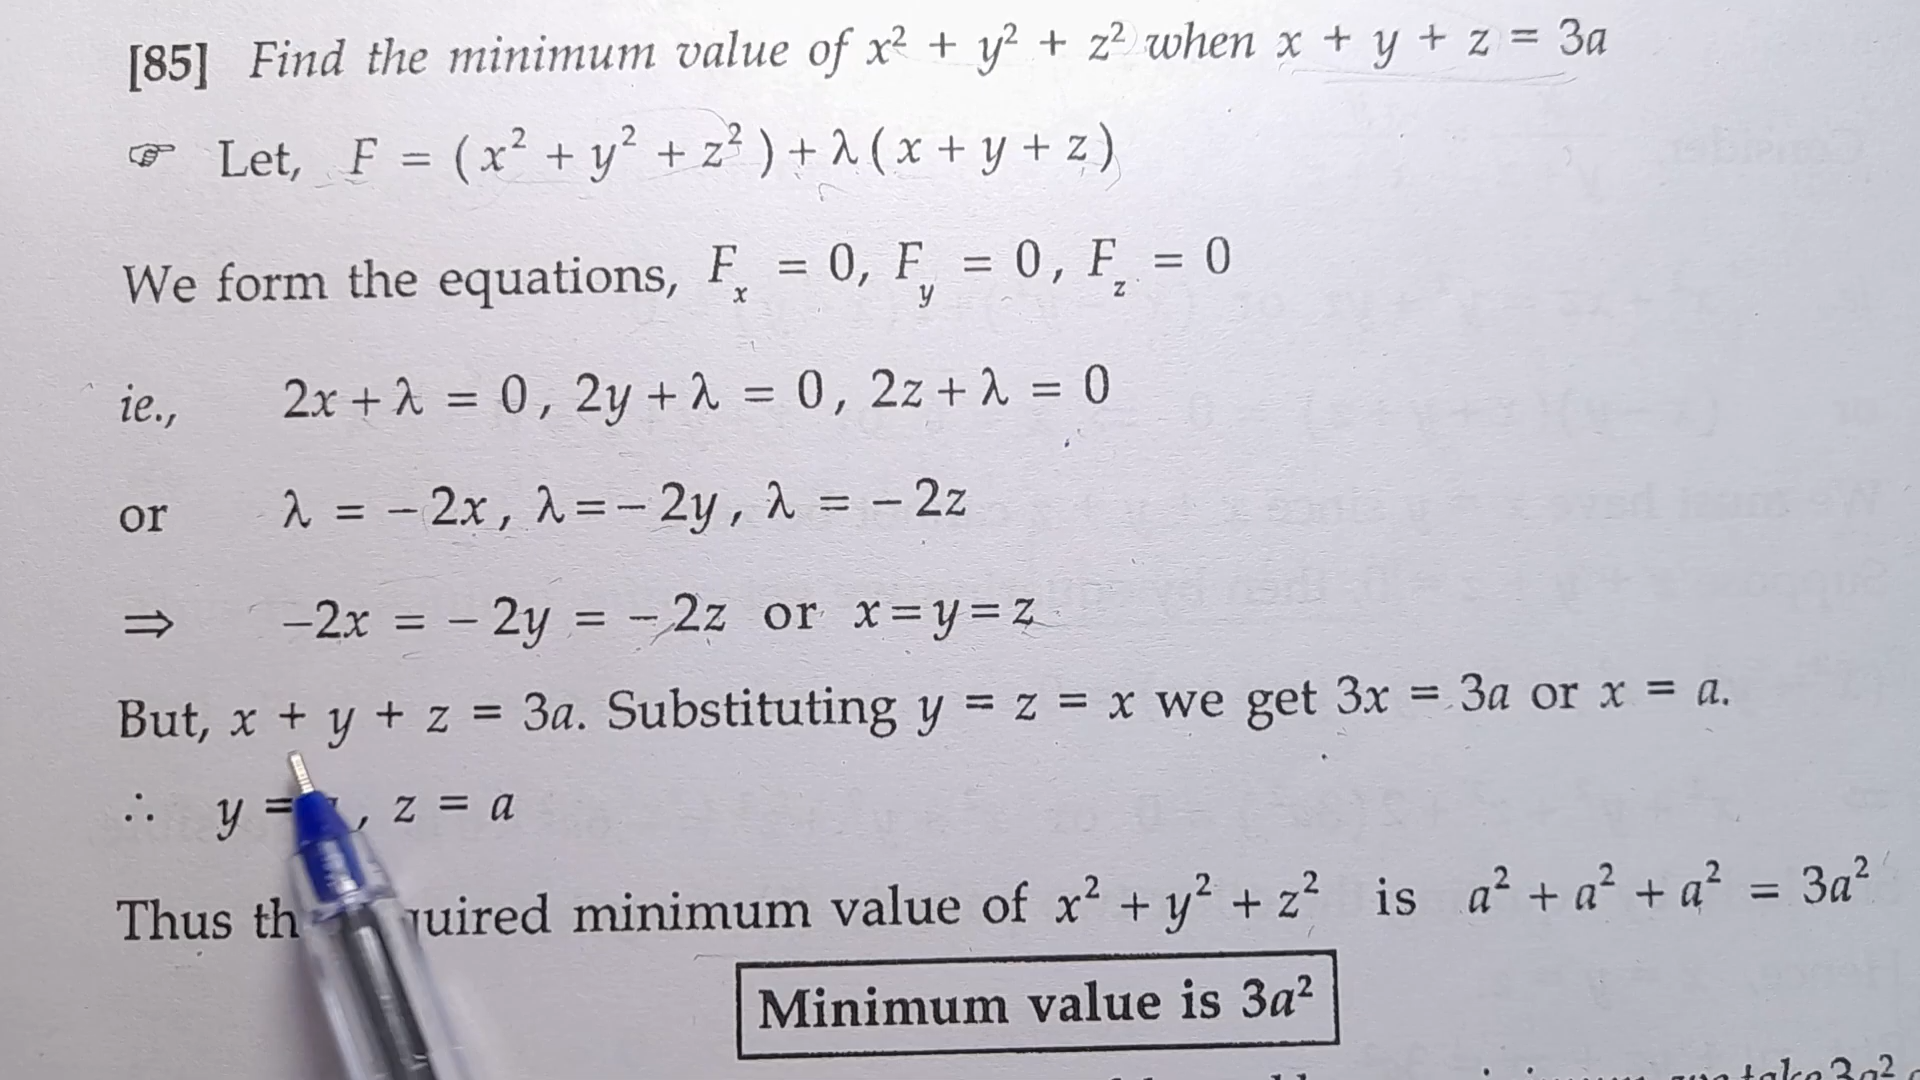 [85] Find the minimum value of x² + y² + z² when x + y + z = 3a
☞ Let, F = (x² + y² + z²) + λ(x + y + z)
We form the equations, Fₓ = 0, F_y = 0, F_z = 0
ie., 2x + λ = 0, 2y + λ = 0, 2z + λ = 0
or λ = − 2x, λ = − 2y, λ = − 2z
⇒ −2x = − 2y = − 2z or x = y = z
But, x + y + z = 3a. Substituting y = z = x we get 3x = 3a or x = a.
∴ y = , z = a
Thus minimum value of x² + y² + z² is a² + a² + a² = 3a²
Minimum value is 3a²